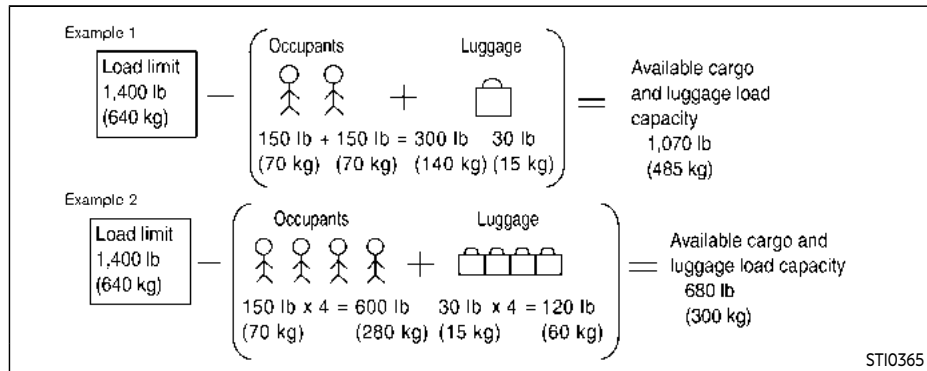 Example 1
Load limit
1,400 lb
(640 kg)
Occupants
Luggage
150 lb + 150 lb = 300 lb 30 lb
(70 kg) (70 kg) (140 kg) (15 kg)
Available cargo
and luggage load
capacity
1,070 lb
(485 kg)
Example 2
Load limit
1,400 lb
(640 kg)
Occupants
Luggage
150 lb x 4 = 600 lb 30 lb x 4 = 120 lb
(70 kg) (280 kg) (15 kg) (60 kg)
Available cargo and
luggage load capacity
680 lb
(300 kg)
STI0365